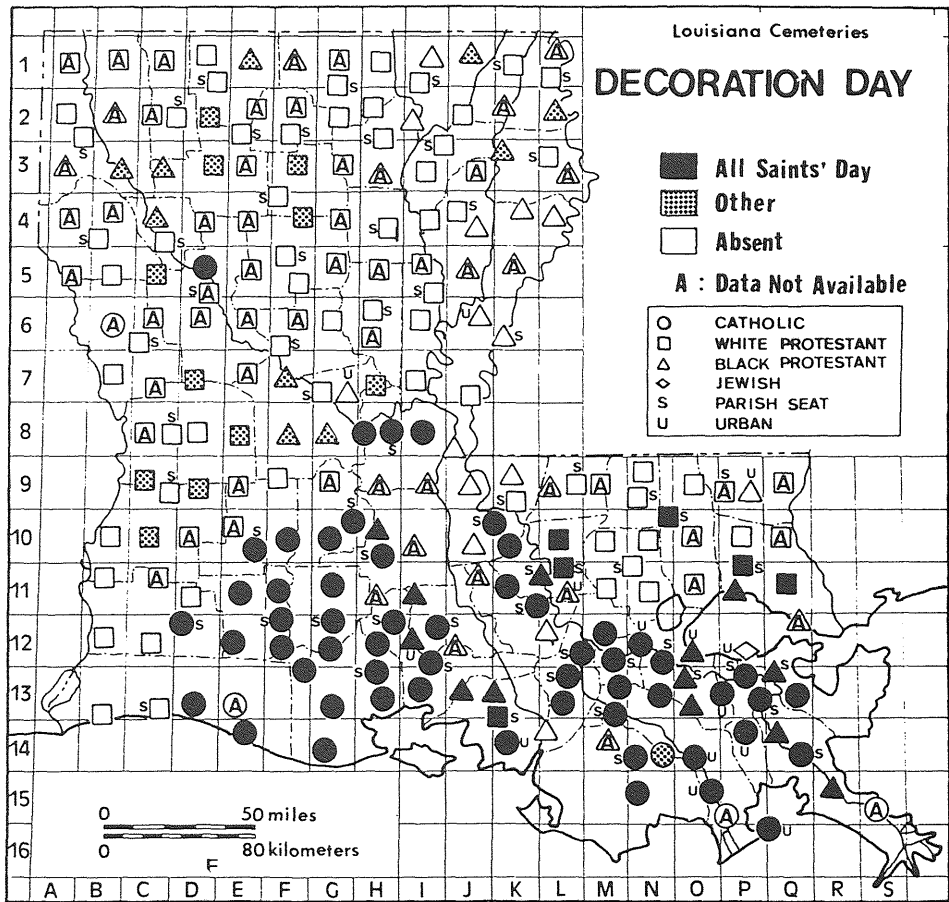 Louisiana Cemeteries
DECORATION DAY
All Saints' Day
Other
Absent
A : Data Not Available
O CATHOLIC
□ WHITE PROTESTANT
△ BLACK PROTESTANT
◇ JEWISH
S PARISH SEAT
U URBAN
1
2
3
4
5
6
7
8
9
10
11
12
13
14
15
16
0 50 miles
0 80 kilometers
F
A B C D E F G H I J K L M N O P Q R S